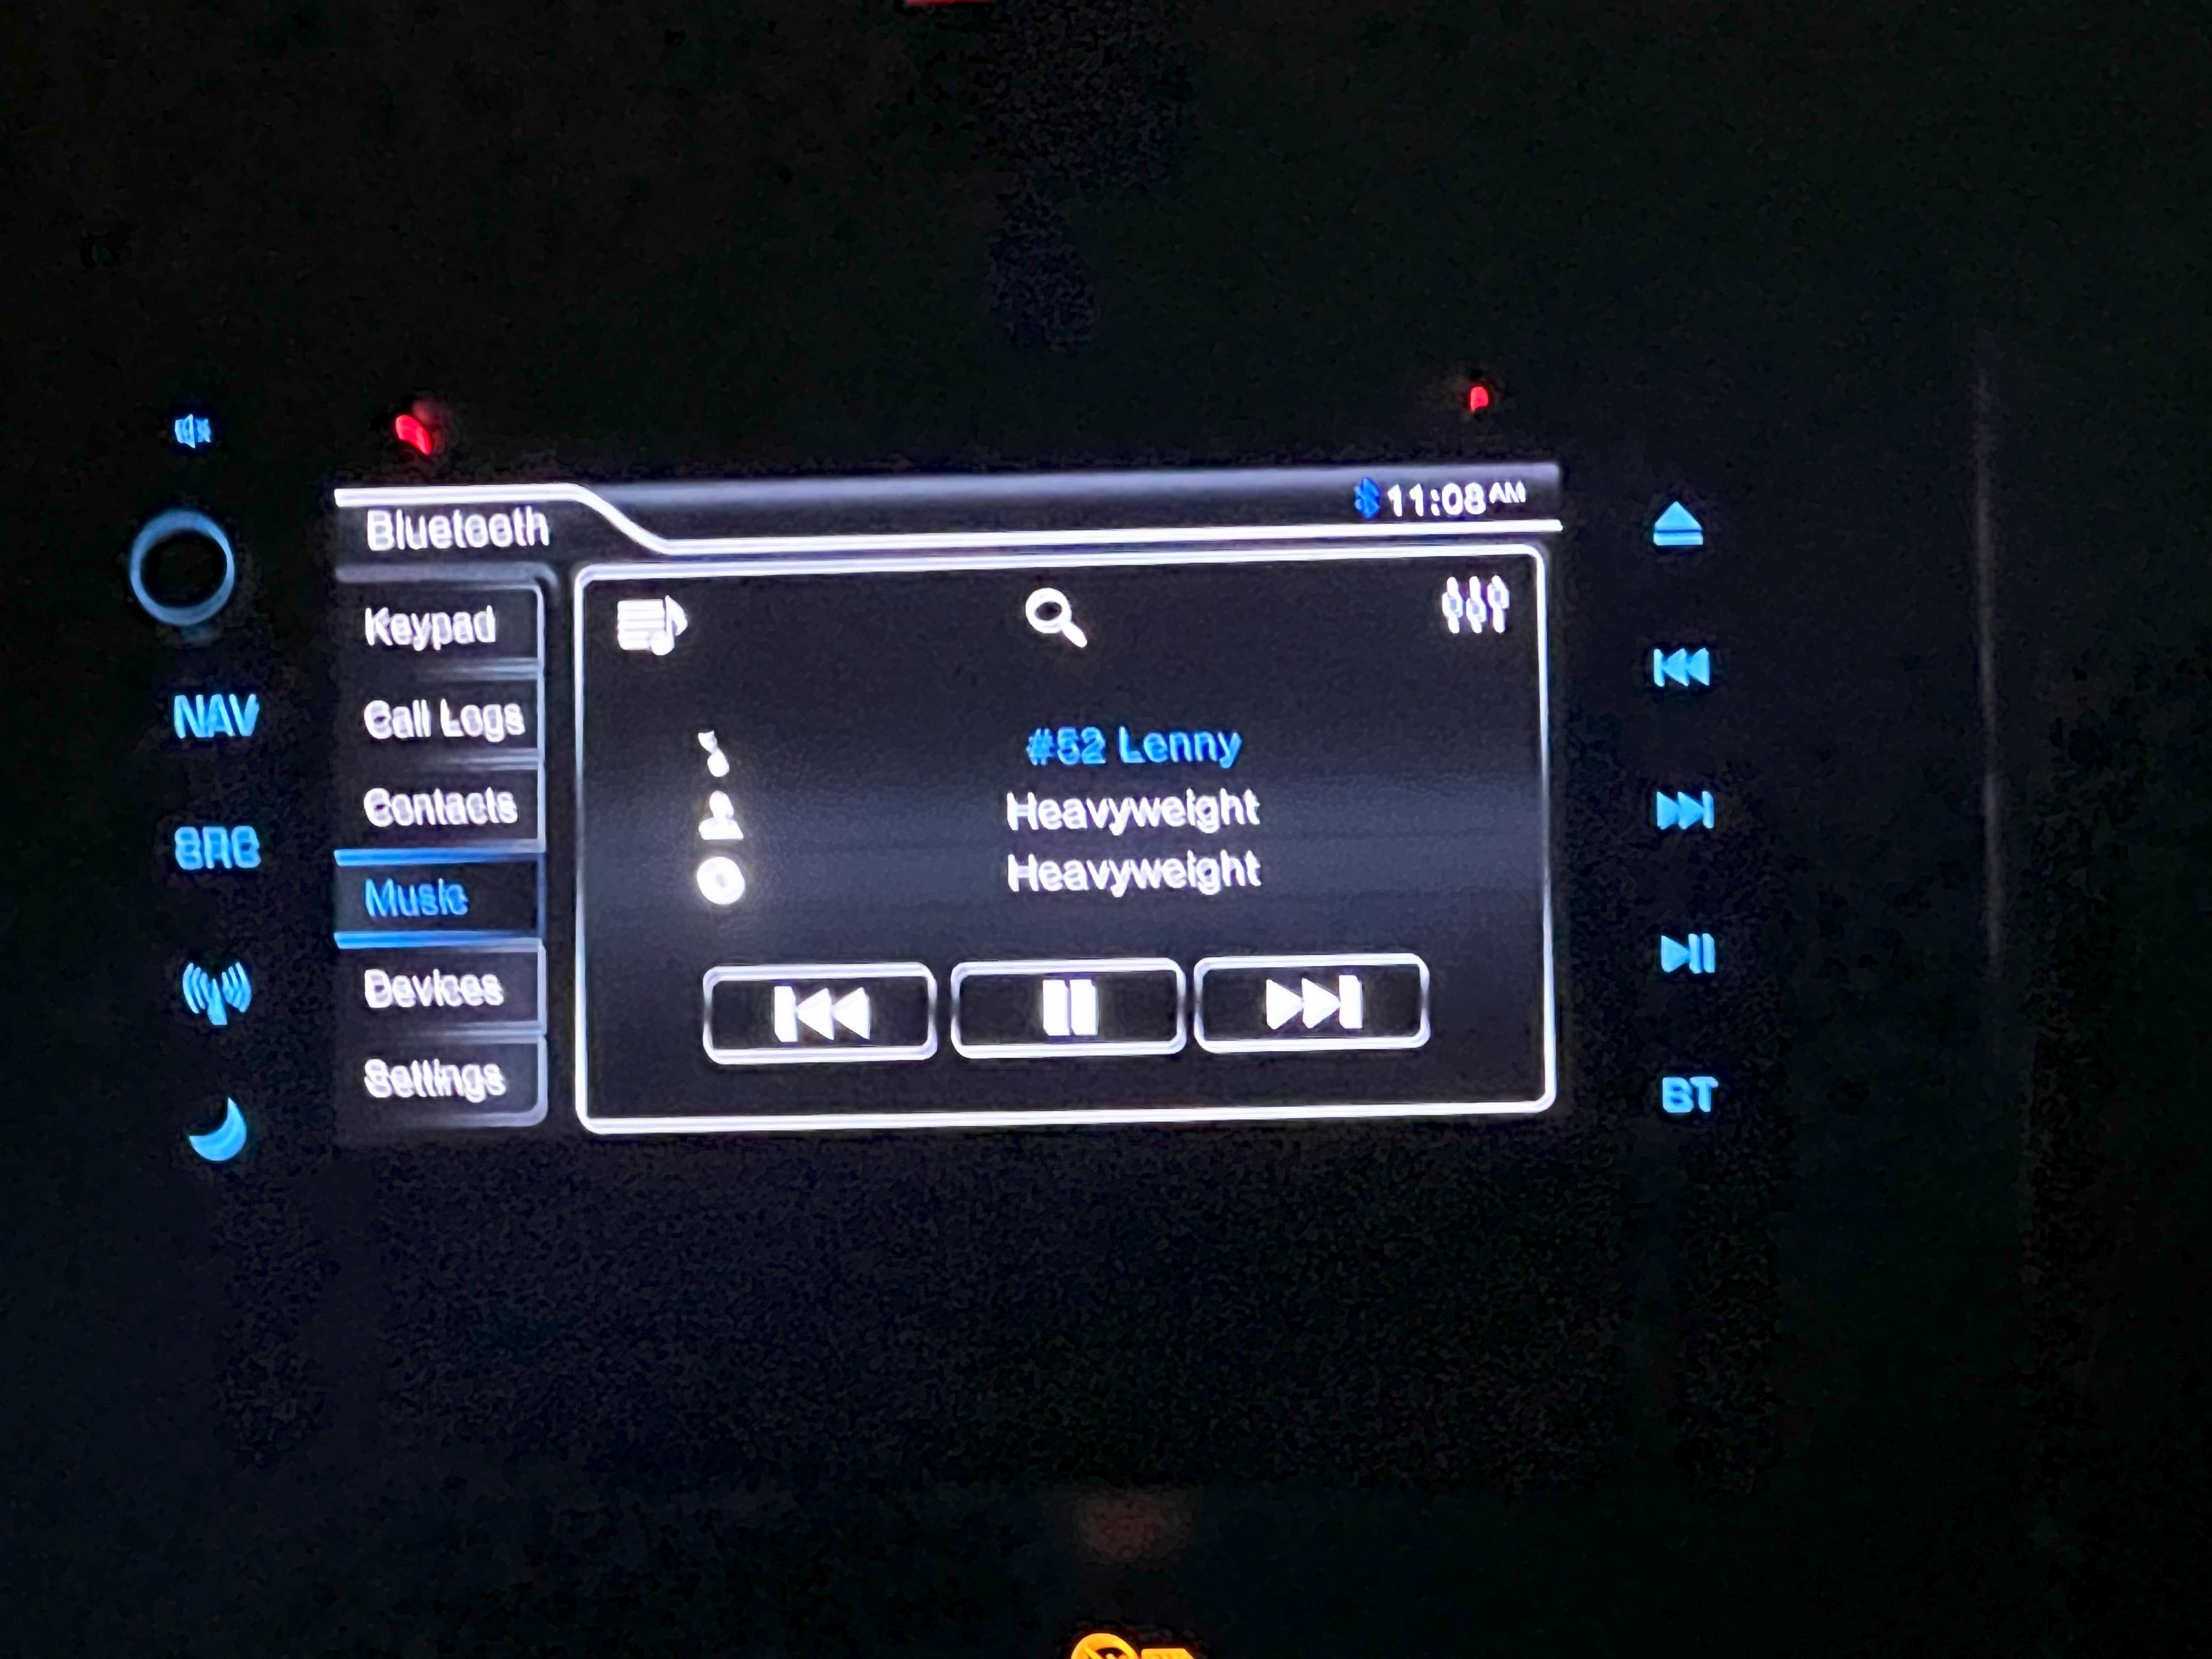 Bluetooth
11:08 AM
Keypad
Call Logs
Contacts
Music
Devices
Settings
#52 Lenny
Heavyweight
Heavyweight
NAV
SRC
BT